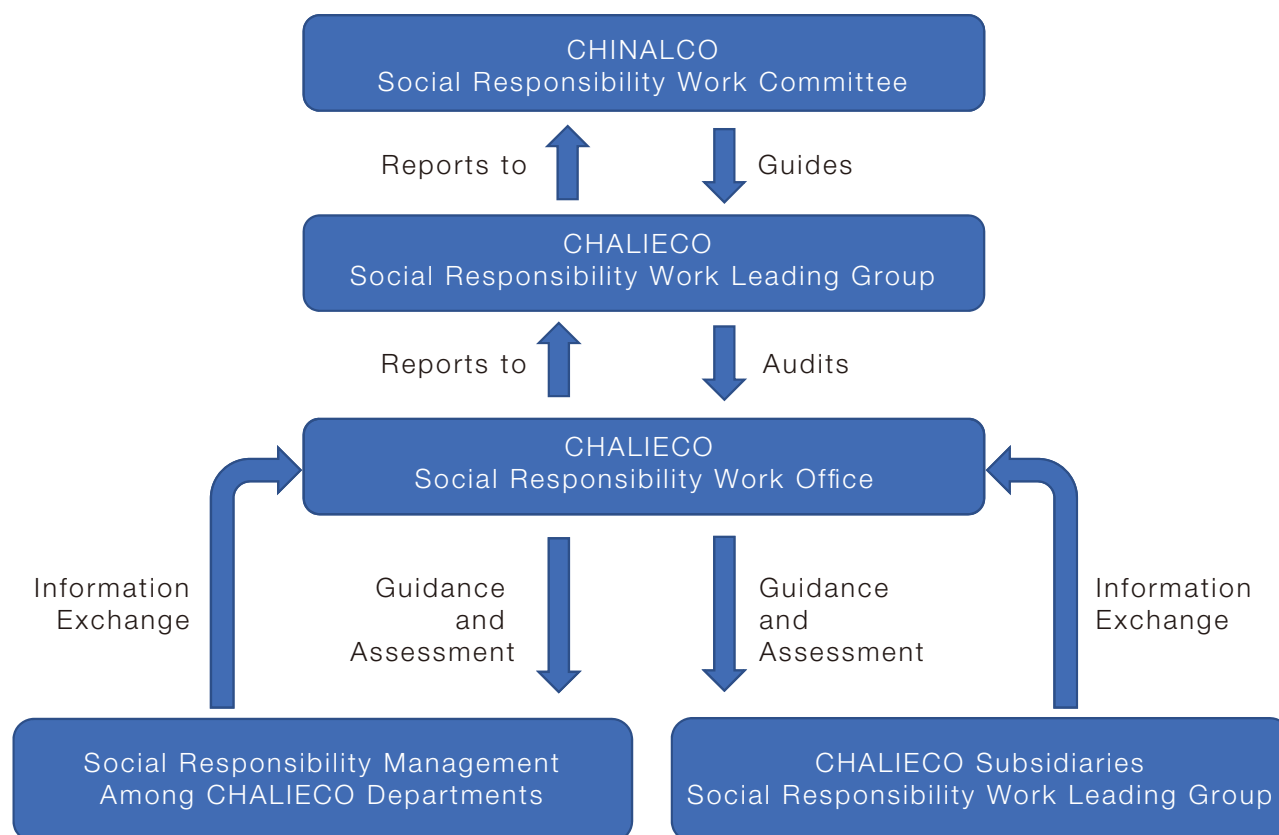 CHINALCO
Social Responsibility Work Committee
Reports to
Guides
CHALIECO
Social Responsibility Work Leading Group
Reports to
Audits
CHALIECO
Social Responsibility Work Office
Information
Exchange
Guidance
and
Assessment
Guidance
and
Assessment
Information
Exchange
Social Responsibility Management
Among CHALIECO Departments
CHALIECO Subsidiaries
Social Responsibility Work Leading Group